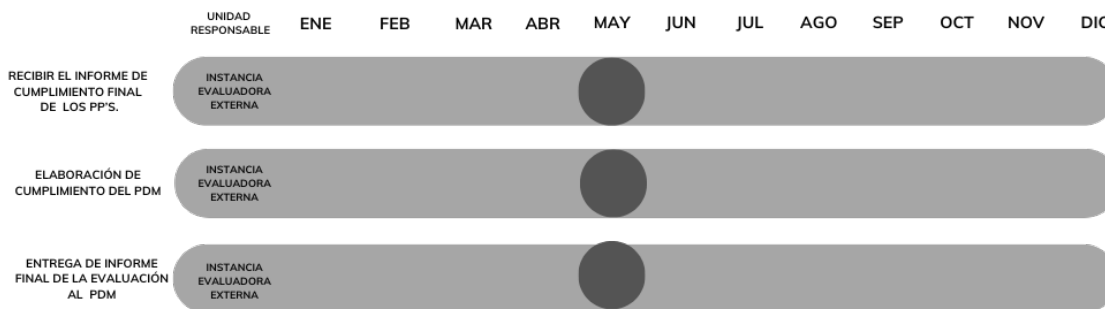 UNIDAD
RESPONSABLE
ENE FEB MAR ABR MAY JUN JUL AGO SEP OCT NOV DIC
RECIBIR EL INFORME DE
CUMPLIMIENTO FINAL
DE LOS PP'S.
INSTANCIA
EVALUADORA
EXTERNA
ELABORACIÓN DE
CUMPLIMIENTO DEL PDM
INSTANCIA
EVALUADORA
EXTERNA
ENTREGA DE INFORME
FINAL DE LA EVALUACIÓN
AL PDM
INSTANCIA
EVALUADORA
EXTERNA